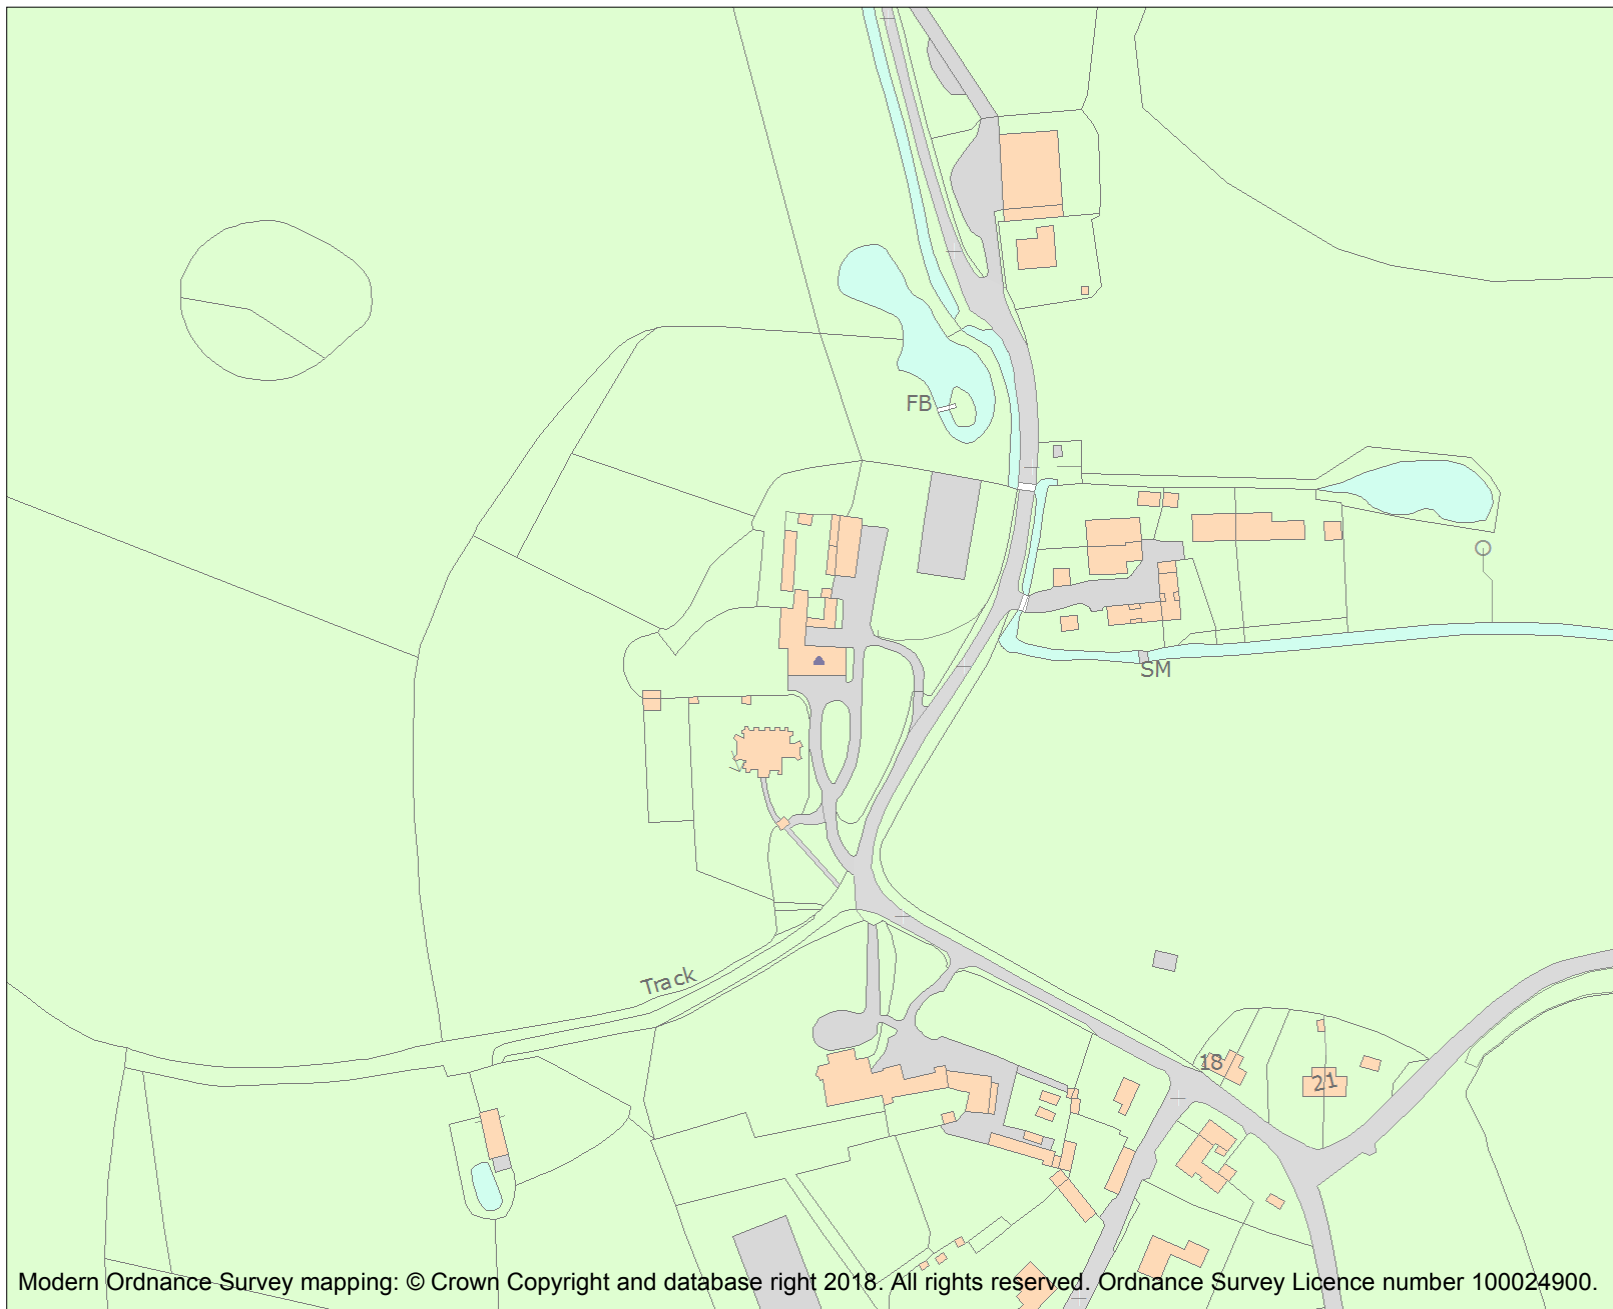 FB
SM
Track
18
21
Modern Ordnance Survey mapping: © Crown Copyright and database right 2018. All rights reserved. Ordnance Survey Licence number 100024900.